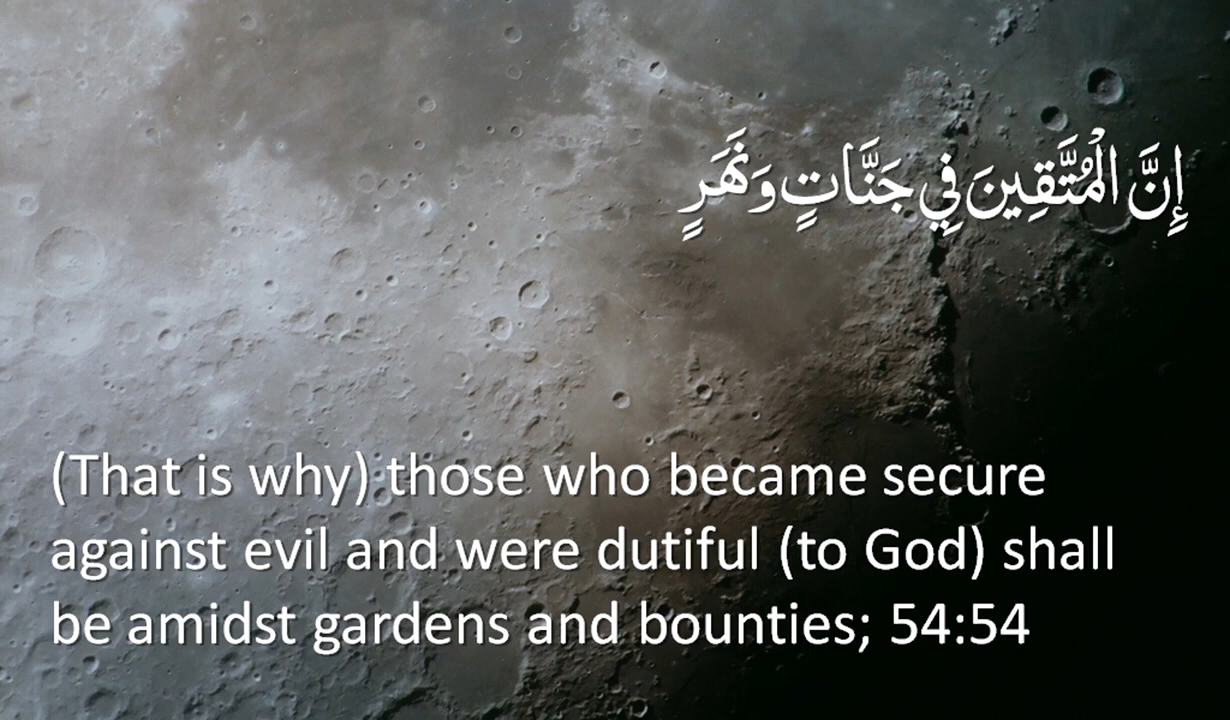 إِنَّ الْمُتَّقِينَ فِي جَنَّاتٍ وَنَهَرٍ
(That is why) those who became secure
against evil and were dutiful (to God) shall
be amidst gardens and bounties; 54:54